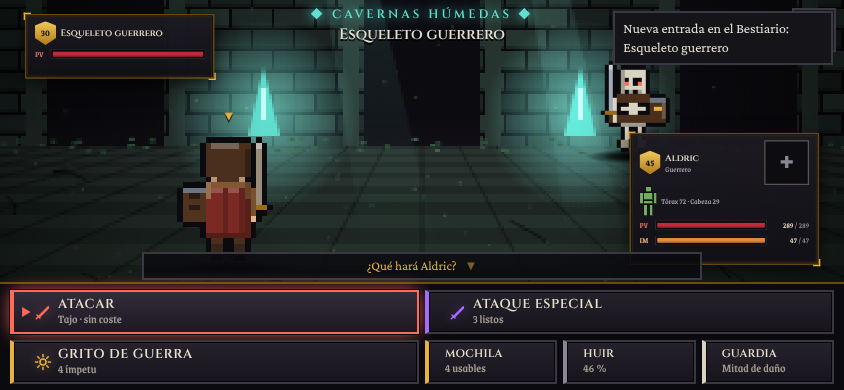 ◆ CAVERNAS HÚMEDAS ◆
ESQUELETO GUERRERO
30 ESQUELETO GUERRERO
PV
Nueva entrada en el Bestiario:
Esqueleto guerrero
45 ALDRIC
Guerrero
+
Tórax 72 · Cabeza 29
PV 289 / 289
IM 47 / 47
¿Qué hará Aldric? ▼
ATACAR
Tajo · sin coste
ATAQUE ESPECIAL
3 listos
GRITO DE GUERRA
4 ímpetu
MOCHILA
4 usables
HUIR
46 %
GUARDIA
Mitad de daño